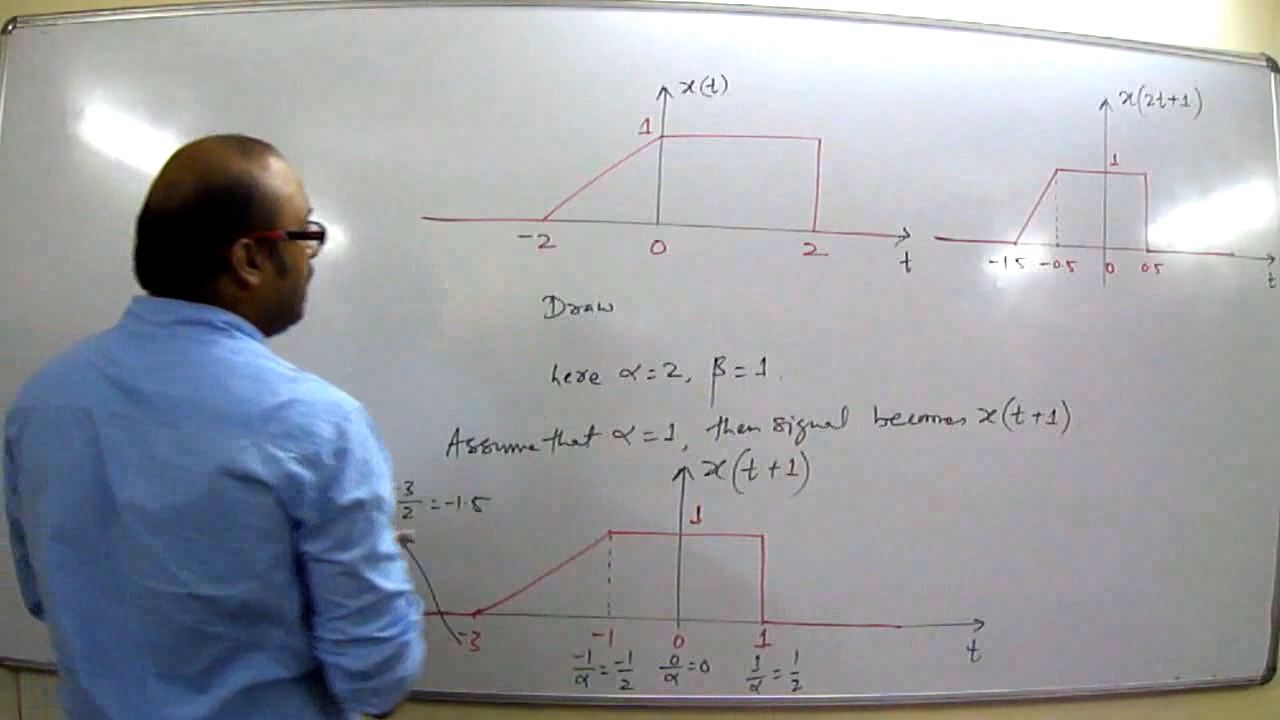 x(t)
1
-2 0 2 t
x(2t+1)
1
-1 5 -0.5 0 0 5 t
Draw
here α=2, β=1.
Assume that α=1, then signal becomes x(t+1)
x(t+1)
3/2 = -1.5
1
-3 -1 0 1 t
-1/α = -1/2 0/α = 0 1/α = 1/2